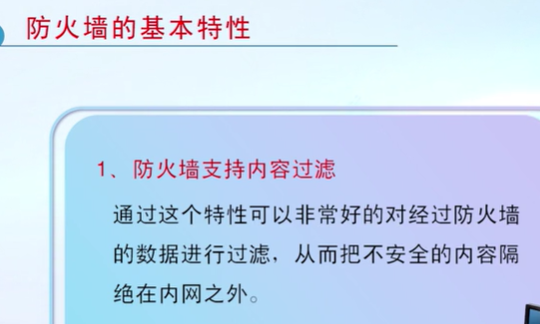 防火墙的基本特性
1、防火墙支持内容过滤
通过这个特性可以非常好的对经过防火墙
的数据进行过滤，从而把不安全的内容隔
绝在内网之外。